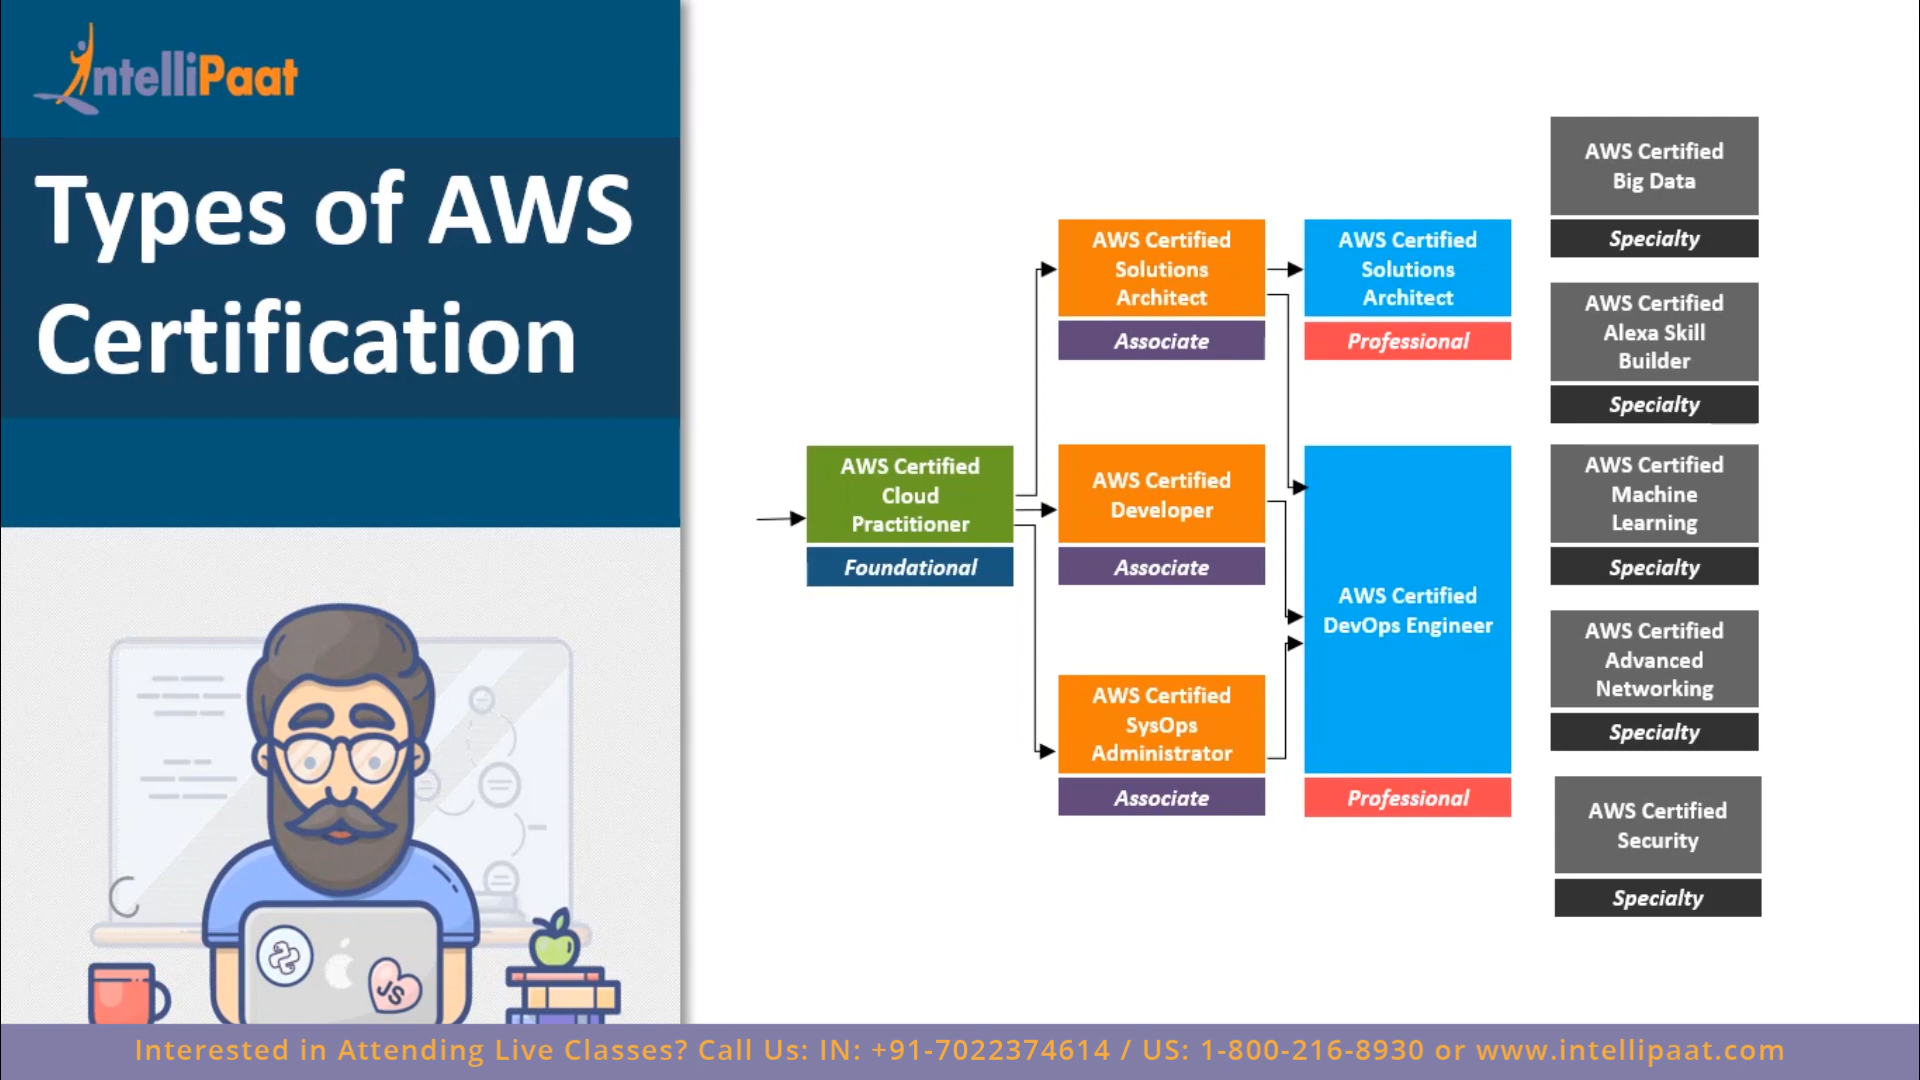 IntelliPaat
Types of AWS
Certification
AWS Certified
Cloud
Practitioner
Foundational
AWS Certified
Solutions
Architect
Associate
AWS Certified
Developer
Associate
AWS Certified
SysOps
Administrator
Associate
AWS Certified
Solutions
Architect
Professional
AWS Certified
DevOps Engineer
Professional
AWS Certified
Big Data
Specialty
AWS Certified
Alexa Skill
Builder
Specialty
AWS Certified
Machine
Learning
Specialty
AWS Certified
Advanced
Networking
Specialty
AWS Certified
Security
Specialty
JS
Interested in Attending Live Classes? Call Us: IN: +91-7022374614 / US: 1-800-216-8930 or www.intellipaat.com